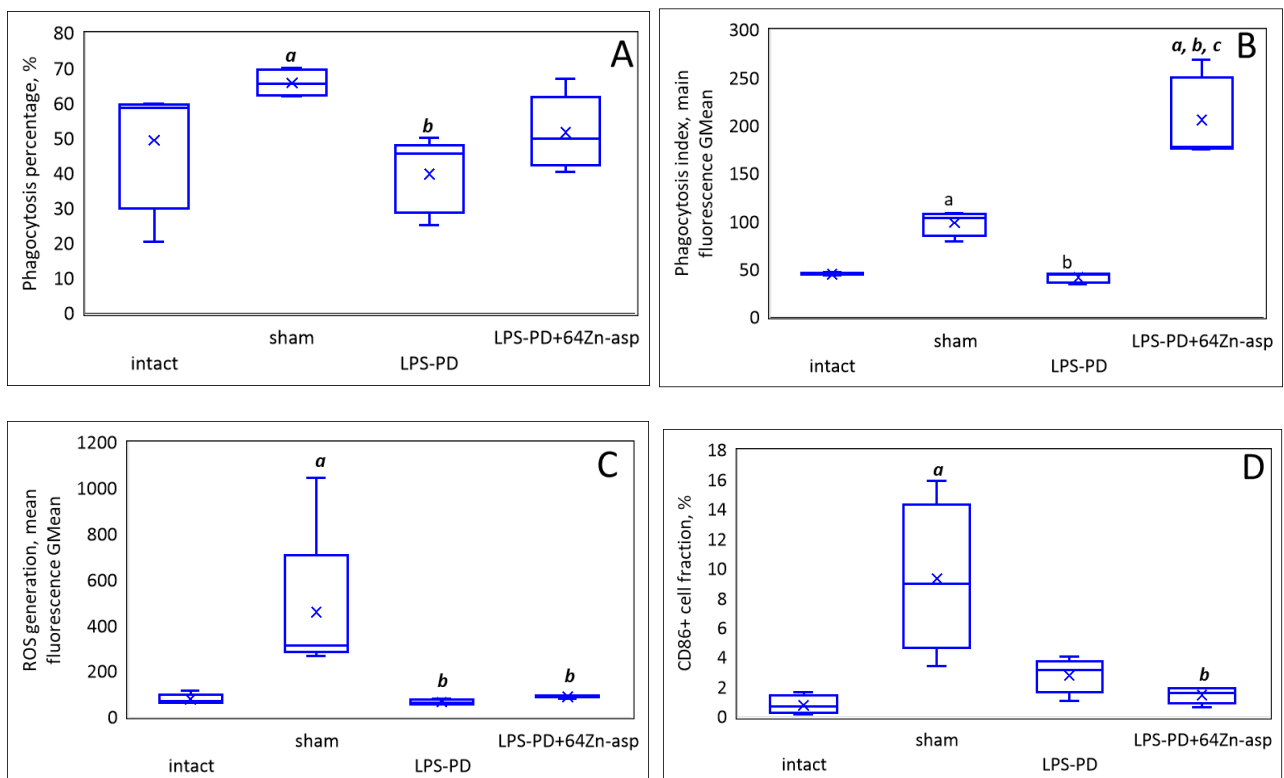 A
Phagocytosis percentage, %
80
70
60
50
40
30
20
10
0
a
b
intact
sham
LPS-PD
LPS-PD+64Zn-asp
B
Phagocytosis index, main
fluorescence GMean
300
250
200
150
100
50
0
a
b
a, b, c
intact
sham
LPS-PD
LPS-PD+64Zn-asp
C
ROS generation, mean
fluorescence GMean
1200
1000
800
600
400
200
0
a
b
b
intact
sham
LPS-PD
LPS-PD+64Zn-asp
D
CD86+ cell fraction, %
18
16
14
12
10
8
6
4
2
0
a
b
intact
sham
LPS-PD
LPS-PD+64Zn-asp